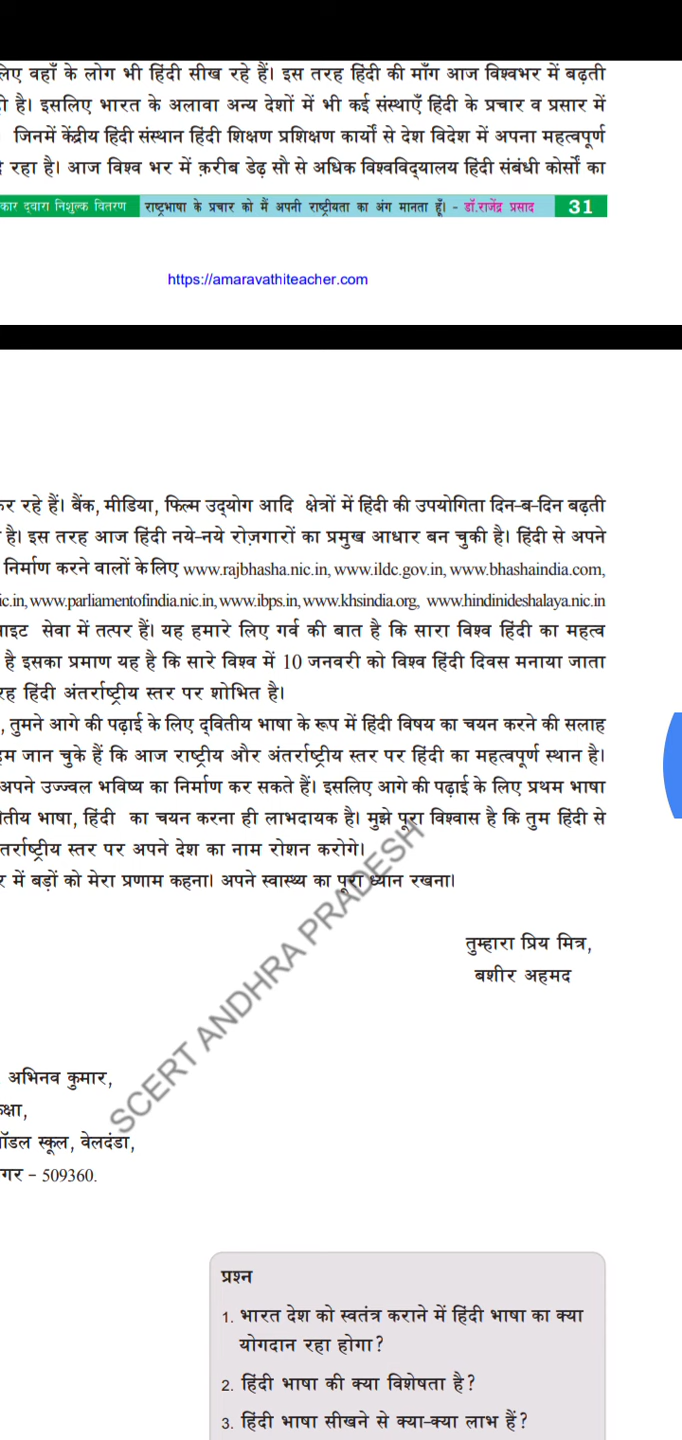 लिए वहाँ के लोग भी हिंदी सीख रहे हैं। इस तरह हिंदी की माँग आज विश्वभर में बढ़ती
है। इसलिए भारत के अलावा अन्य देशों में भी कई संस्थाएँ हिंदी के प्रचार व प्रसार में
जिनमें केंद्रीय हिंदी संस्थान हिंदी शिक्षण प्रशिक्षण कार्यों से देश विदेश में अपना महत्वपूर्ण
रहा है। आज विश्व भर में क़रीब डेढ़ सौ से अधिक विश्वविद्यालय हिंदी संबंधी कोर्सों का
कार द्वारा निशुल्क वितरण राष्ट्रभाषा के प्रचार को मैं अपनी राष्ट्रीयता का अंग मानता हूँ। - डॉ.राजेंद्र प्रसाद 31
https://amaravathiteacher.com
कर रहे हैं। बैंक, मीडिया, फिल्म उद्योग आदि क्षेत्रों में हिंदी की उपयोगिता दिन-ब-दिन बढ़ती
है। इस तरह आज हिंदी नये-नये रोज़गारों का प्रमुख आधार बन चुकी है। हिंदी से अपने
निर्माण करने वालों के लिए www.rajbhasha.nic.in, www.ildc.gov.in, www.bhashaindia.com,
ic.in, www.parliamentofindia.nic.in, www.ibps.in, www.khsindia.org, www.hindinideshalaya.nic.in
साइट सेवा में तत्पर हैं। यह हमारे लिए गर्व की बात है कि सारा विश्व हिंदी का महत्व
है इसका प्रमाण यह है कि सारे विश्व में 10 जनवरी को विश्व हिंदी दिवस मनाया जाता
रह हिंदी अंतर्राष्ट्रीय स्तर पर शोभित है।
, तुमने आगे की पढ़ाई के लिए द्वितीय भाषा के रूप में हिंदी विषय का चयन करने की सलाह
हम जान चुके हैं कि आज राष्ट्रीय और अंतर्राष्ट्रीय स्तर पर हिंदी का महत्वपूर्ण स्थान है।
अपने उज्ज्वल भविष्य का निर्माण कर सकते हैं। इसलिए आगे की पढ़ाई के लिए प्रथम भाषा
तीय भाषा, हिंदी का चयन करना ही लाभदायक है। मुझे पूरा विश्वास है कि तुम हिंदी से
तर्राष्ट्रीय स्तर पर अपने देश का नाम रोशन करोगे।
र में बड़ों को मेरा प्रणाम कहना। अपने स्वास्थ्य का पूरा ध्यान रखना।
SCERT ANDHRA PRADESH
तुम्हारा प्रिय मित्र,
बशीर अहमद
अभिनव कुमार,
कक्षा,
मॉडल स्कूल, वेलदंडा,
गर - 509360.
प्रश्न
1. भारत देश को स्वतंत्र कराने में हिंदी भाषा का क्या
योगदान रहा होगा?
2. हिंदी भाषा की क्या विशेषता है?
3. हिंदी भाषा सीखने से क्या-क्या लाभ हैं?